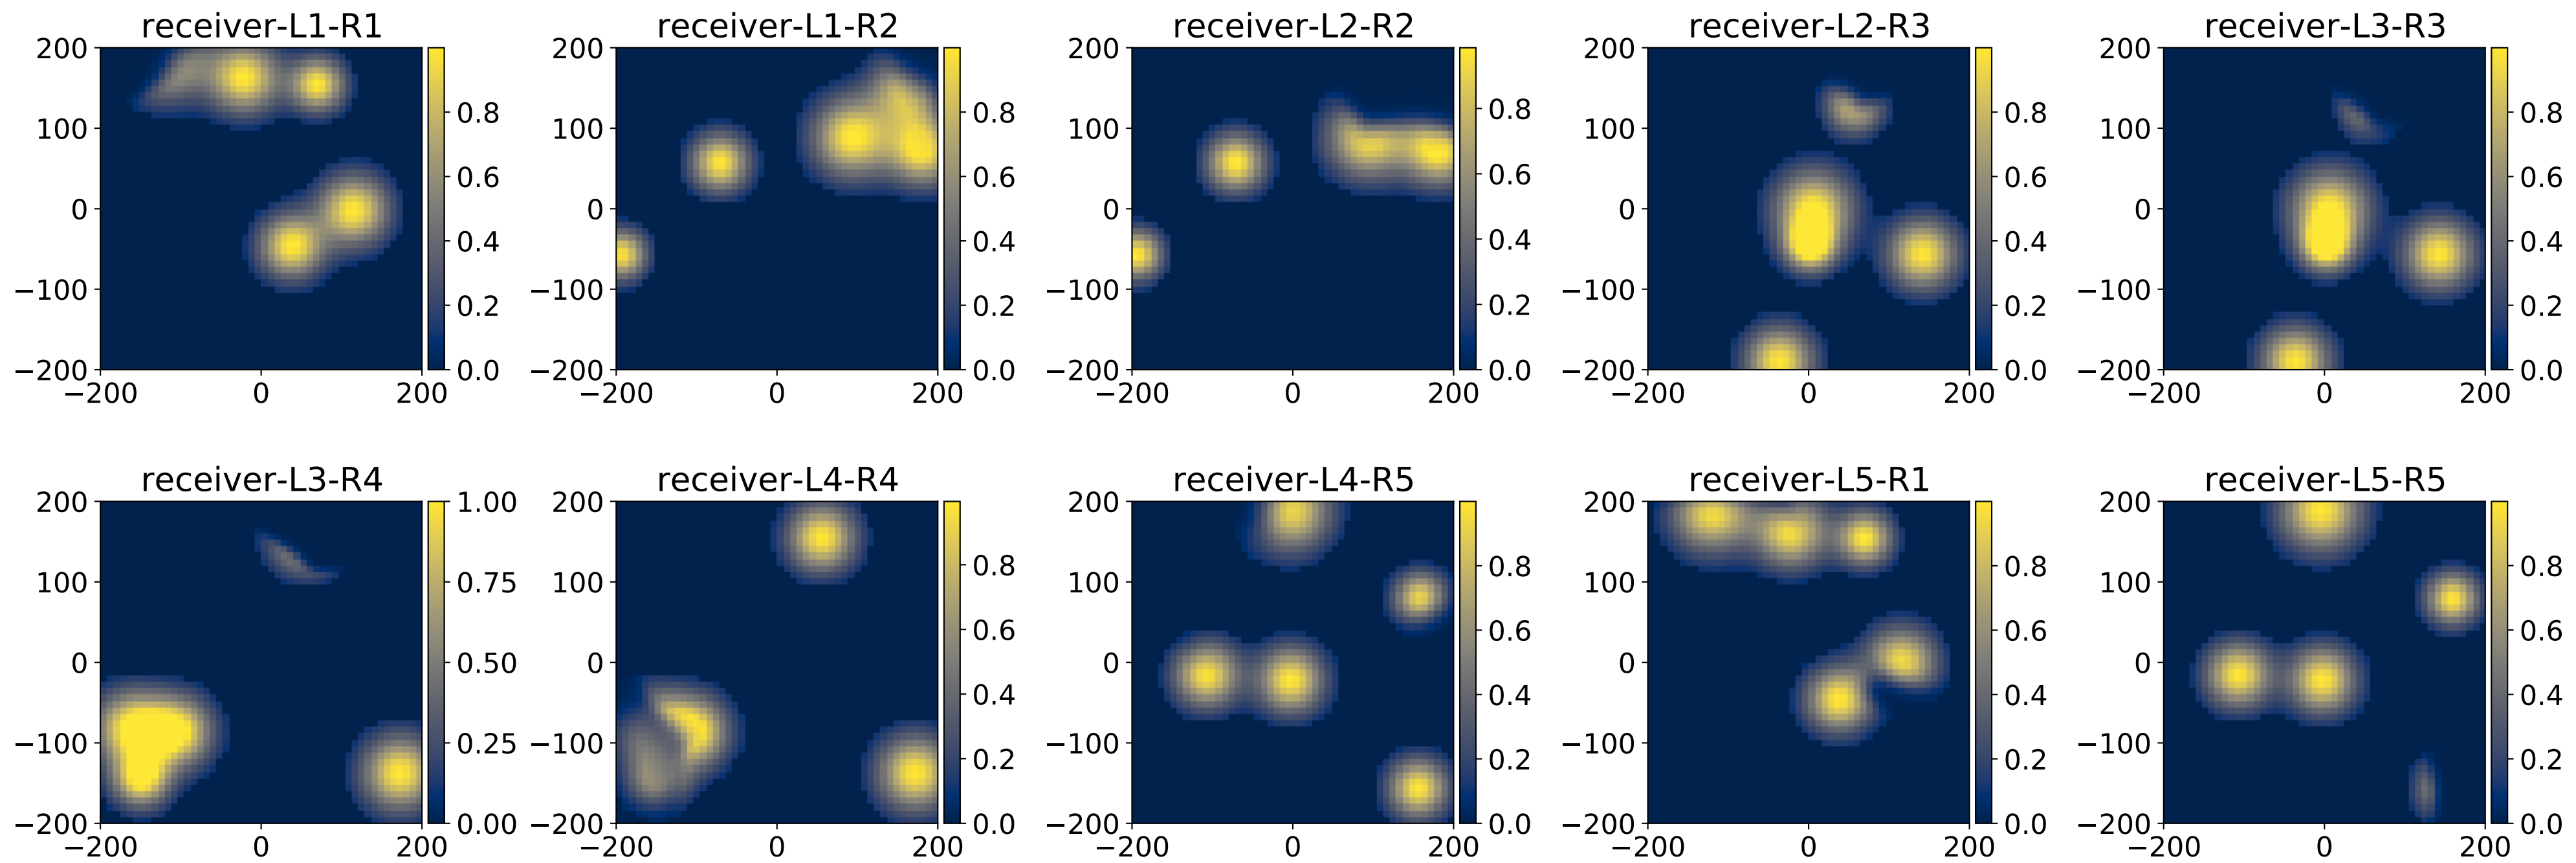 receiver-L1-R1 receiver-L1-R2 receiver-L2-R2 receiver-L2-R3 receiver-L3-R3
200 200 200 200 200
0.8 0.8 0.8 0.8 0.8
100 100 100 100 100
0.6 0.6 0.6 0.6 0.6
0 0 0 0 0
0.4 0.4 0.4 0.4 0.4
−100 −100 −100 −100 −100
0.2 0.2 0.2 0.2 0.2
−200 0.0 −200 0.0 −200 0.0 −200 0.0 −200 0.0
−200 0 200 −200 0 200 −200 0 200 −200 0 200 −200 0 200
receiver-L3-R4 receiver-L4-R4 receiver-L4-R5 receiver-L5-R1 receiver-L5-R5
200 1.00 200 200 200 200
0.8 0.8 0.8 0.8
100 0.75 100 100 100 100
0.6 0.6 0.6 0.6
0 0.50 0 0 0 0
0.4 0.4 0.4 0.4
−100 0.25 −100 −100 −100 −100
0.2 0.2 0.2 0.2
−200 0.00 −200 0.0 −200 0.0 −200 0.0 −200 0.0
−200 0 200 −200 0 200 −200 0 200 −200 0 200 −200 0 200